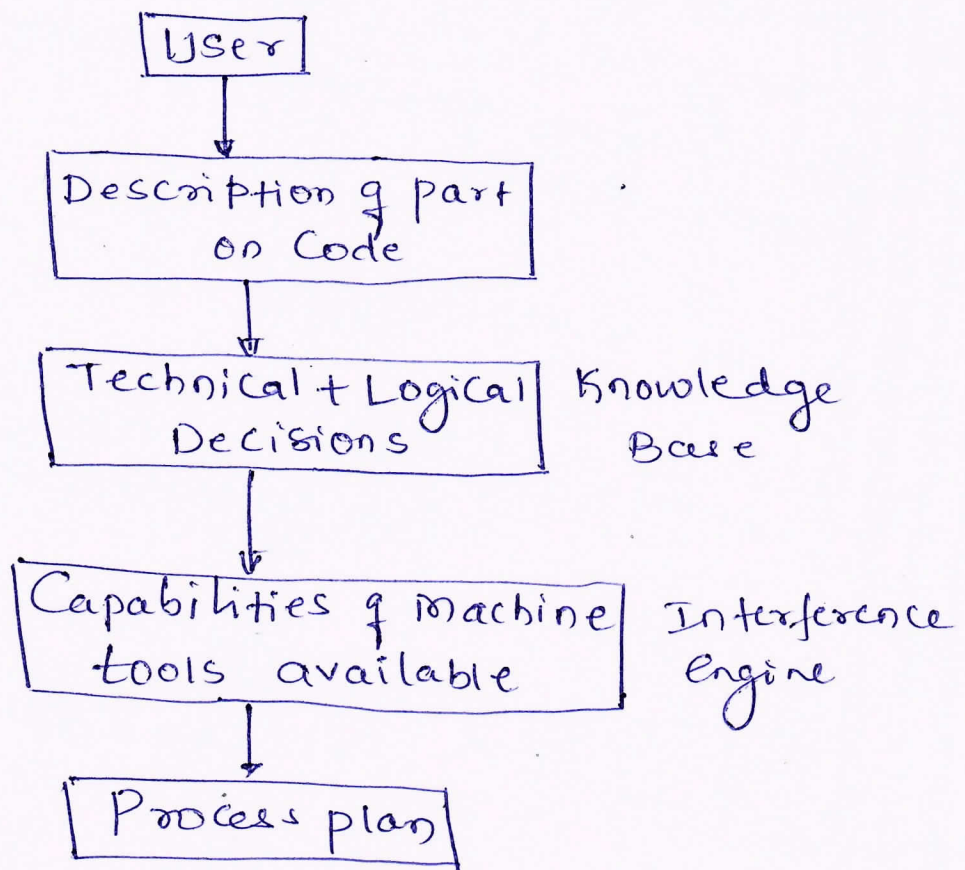 User
Description of part
on Code
Technical + Logical
Decisions
Knowledge
Base
Capabilities of machine
tools available
Interference
engine
Process plan